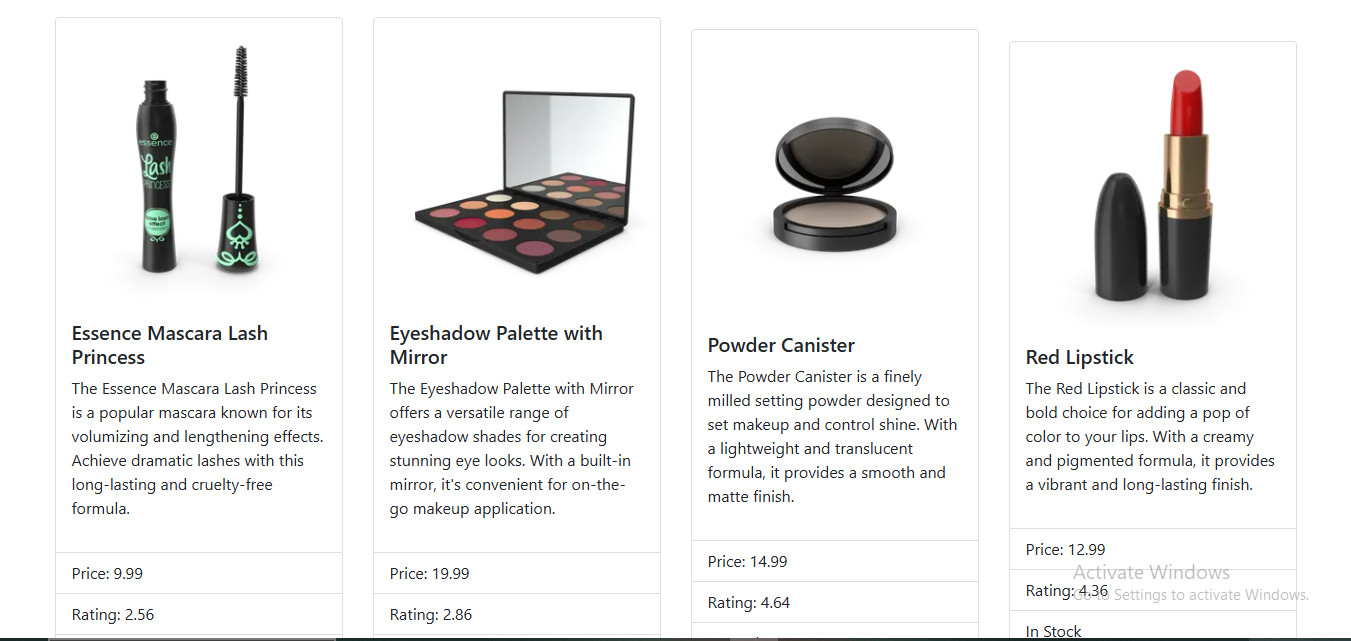 essence
Lash
PRINCESS
Essence Mascara Lash
Princess
The Essence Mascara Lash Princess
is a popular mascara known for its
volumizing and lengthening effects.
Achieve dramatic lashes with this
long-lasting and cruelty-free
formula.
Price: 9.99
Rating: 2.56
Eyeshadow Palette with
Mirror
The Eyeshadow Palette with Mirror
offers a versatile range of
eyeshadow shades for creating
stunning eye looks. With a built-in
mirror, it's convenient for on-the-
go makeup application.
Price: 19.99
Rating: 2.86
Powder Canister
The Powder Canister is a finely
milled setting powder designed to
set makeup and control shine. With
a lightweight and translucent
formula, it provides a smooth and
matte finish.
Price: 14.99
Rating: 4.64
Red Lipstick
The Red Lipstick is a classic and
bold choice for adding a pop of
color to your lips. With a creamy
and pigmented formula, it provides
a vibrant and long-lasting finish.
Price: 12.99
Rating: 4.36
In Stock
Activate Windows
Go to Settings to activate Windows.